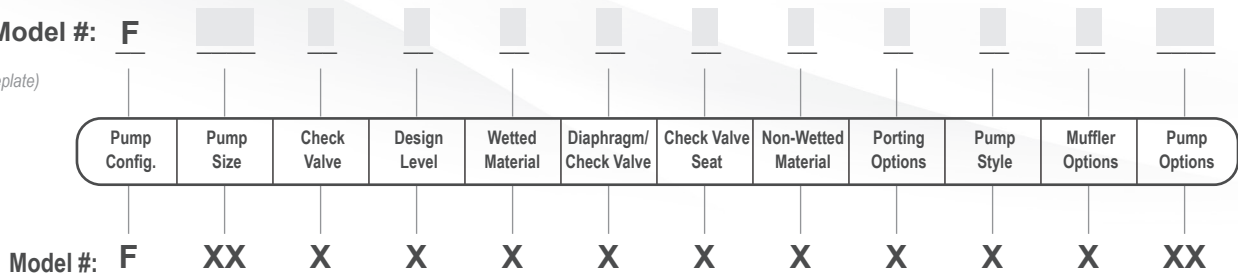 Model #: F
plate)
Pump Config. Pump Size Check Valve Design Level Wetted Material Diaphragm/ Check Valve Check Valve Seat Non-Wetted Material Porting Options Pump Style Muffler Options Pump Options
Model #: F XX X X X X X X X X X XX